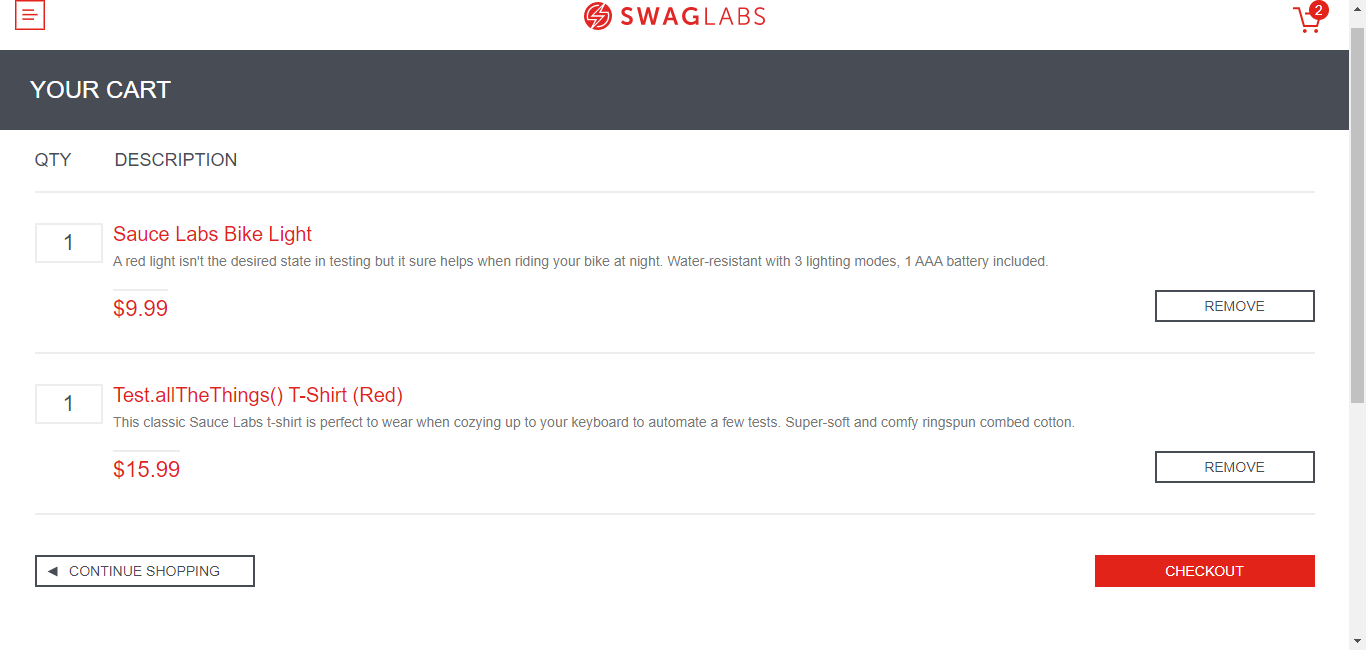 SWAGLABS
2
YOUR CART
QTY DESCRIPTION
1
Sauce Labs Bike Light
A red light isn't the desired state in testing but it sure helps when riding your bike at night. Water-resistant with 3 lighting modes, 1 AAA battery included.
$9.99
REMOVE
1
Test.allTheThings() T-Shirt (Red)
This classic Sauce Labs t-shirt is perfect to wear when cozying up to your keyboard to automate a few tests. Super-soft and comfy ringspun combed cotton.
$15.99
REMOVE
CONTINUE SHOPPING
CHECKOUT